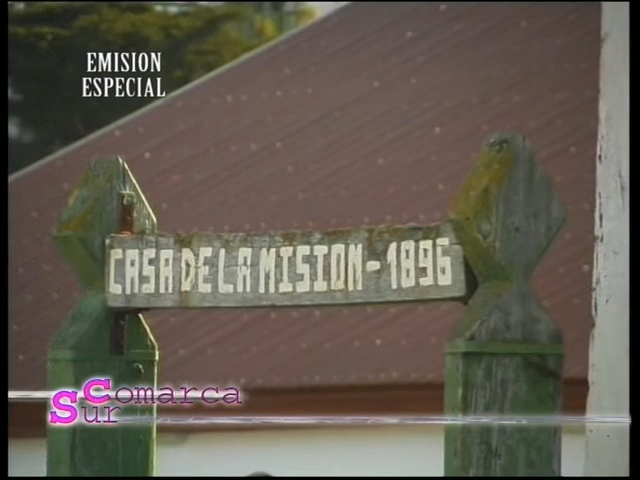 EMISION
ESPECIAL
CASA DE LA MISION - 1896
Comarca
Sur